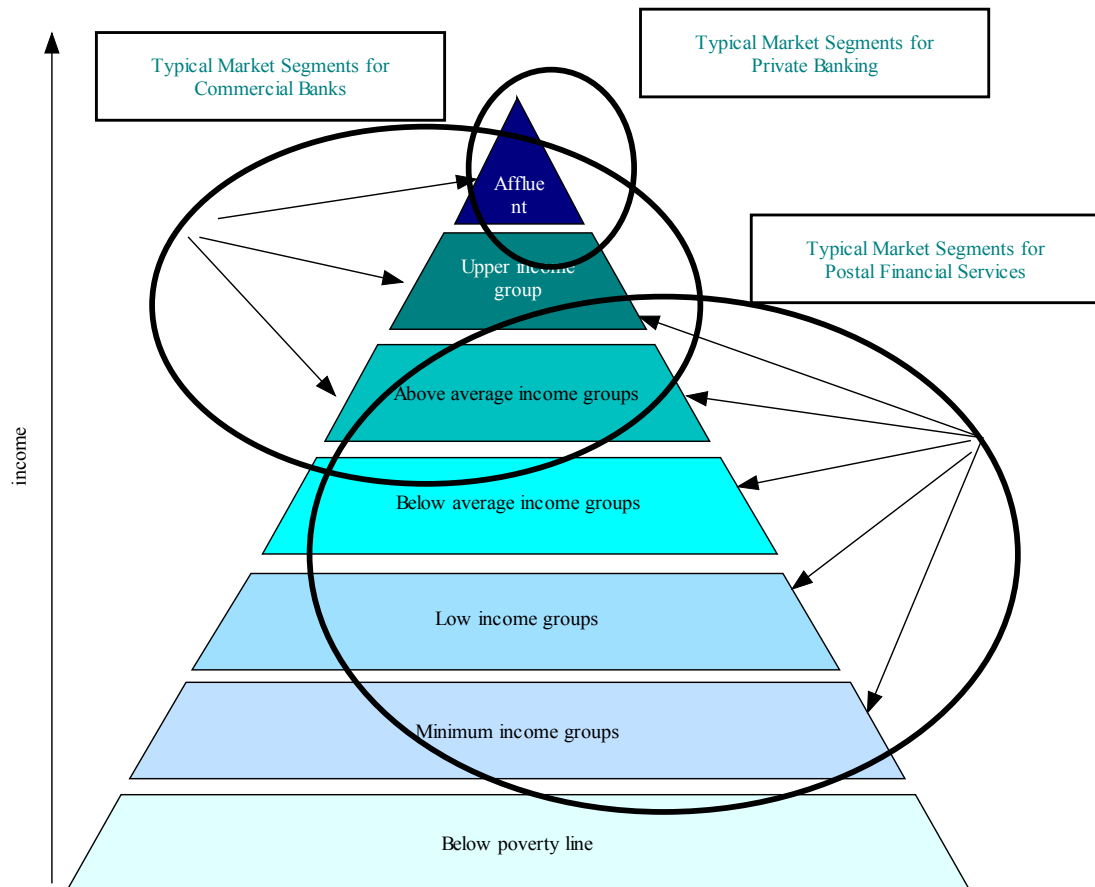 Typical Market Segments for
Commercial Banks
Typical Market Segments for
Private Banking
Typical Market Segments for
Postal Financial Services
income
Afflue
nt
Upper income
group
Above average income groups
Below average income groups
Low income groups
Minimum income groups
Below poverty line